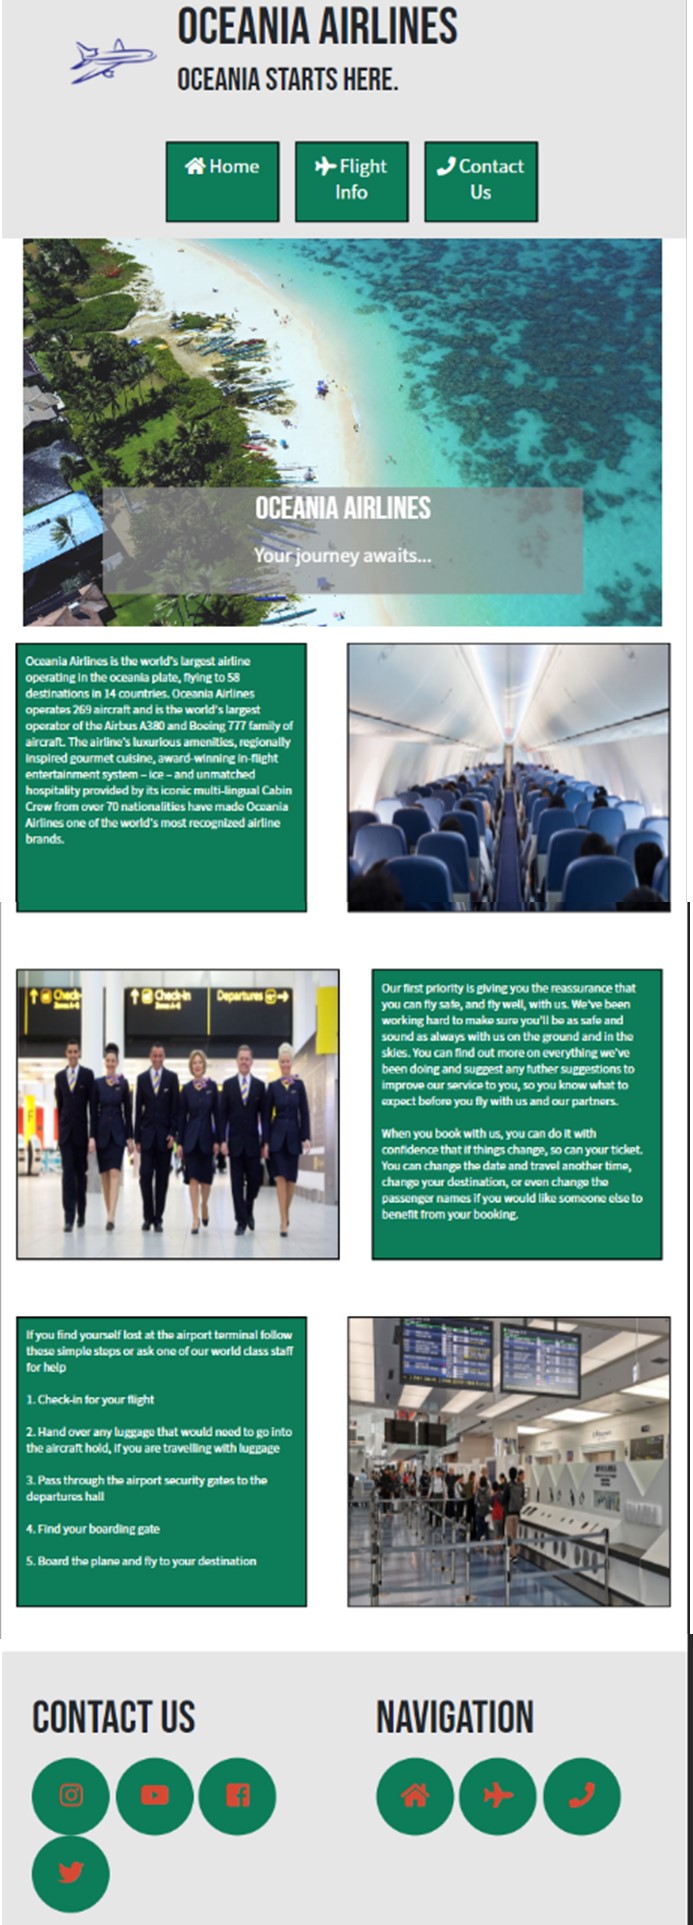 OCEANIA AIRLINES
OCEANIA STARTS HERE.
Home
Flight
Info
Contact
Us
OCEANIA AIRLINES
Your journey awaits...
Oceania Airlines is the world's largest airline
operating in the oceania plate, flying to 58
destinations in 14 countries. Oceania Airlines
operates 269 aircraft and is the world's largest
operator of the Airbus A380 and Boeing 777 family of
aircraft. The airline's luxurious amenities, regionally
inspired gourmet cuisine, award-winning in-flight
entertainment system – ice – and unmatched
hospitality provided by its iconic multi-lingual Cabin
Crew from over 70 nationalities have made Oceania
Airlines one of the world's most recognized airline
brands.
Check-
Zones A-G
Check-in
Zones A-G
Departures
Our first priority is giving you the reassurance that
you can fly safe, and fly well, with us. We've been
working hard to make sure you'll be as safe and
sound as always with us on the ground and in the
skies. You can find out more on everything we've
been doing and suggest any futher suggestions to
improve our service to you, so you know what to
expect before you fly with us and our partners.
When you book with us, you can do it with
confidence that if things change, so can your ticket.
You can change the date and travel another time,
change your destination, or even change the
passenger names if you would like someone else to
benefit from your booking.
If you find yourself lost at the airport terminal follow
these simple steps or ask one of our world class staff
for help
1. Check-in for your flight
2. Hand over any luggage that would need to go into
the aircraft hold, if you are travelling with luggage
3. Pass through the airport security gates to the
departures hall
4. Find your boarding gate
5. Board the plane and fly to your destination
CONTACT US
NAVIGATION